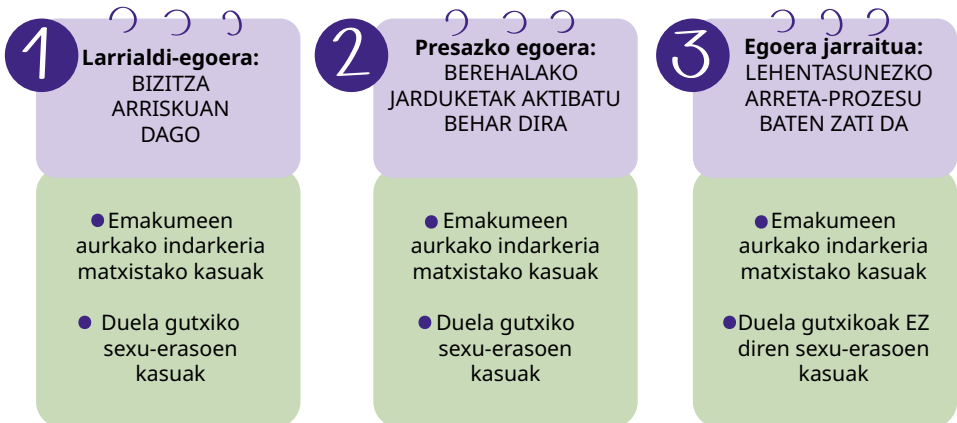 1
Larrialdi-egoera:
BIZITZA
ARRISKUAN
DAGO
Emakumeen
aurkako indarkeria
matxistako kasuak
Duela gutxiko
sexu-erasoen
kasuak
2
Presazko egoera:
BEREHALAKO
JARDUKETAK AKTIBATU
BEHAR DIRA
Emakumeen
aurkako indarkeria
matxistako kasuak
Duela gutxiko
sexu-erasoen
kasuak
3
Egoera jarraitua:
LEHENTASUNEZKO
ARRETA-PROZESU
BATEN ZATI DA
Emakumeen
aurkako indarkeria
matxistako kasuak
Duela gutxikoak EZ
diren sexu-erasoen
kasuak